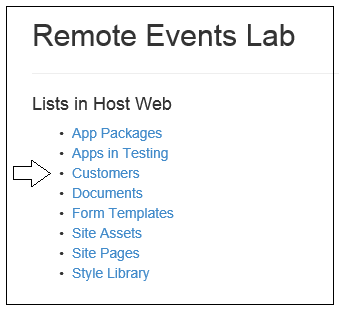 Remote Events Lab
Lists in Host Web
• App Packages
• Apps in Testing
• Customers
• Documents
• Form Templates
• Site Assets
• Site Pages
• Style Library